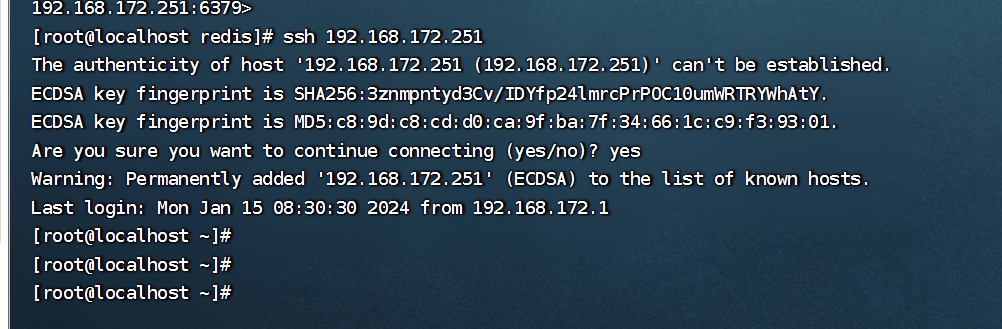 192.168.172.251:6379>
[root@localhost redis]# ssh 192.168.172.251
The authenticity of host '192.168.172.251 (192.168.172.251)' can't be established.
ECDSA key fingerprint is SHA256:3znmpntyd3Cv/IDYfp24lmrcPrPOC10umWRTRYWhAtY.
ECDSA key fingerprint is MD5:c8:9d:c8:cd:d0:ca:9f:ba:7f:34:66:1c:c9:f3:93:01.
Are you sure you want to continue connecting (yes/no)? yes
Warning: Permanently added '192.168.172.251' (ECDSA) to the list of known hosts.
Last login: Mon Jan 15 08:30:30 2024 from 192.168.172.1
[root@localhost ~]#
[root@localhost ~]#
[root@localhost ~]#